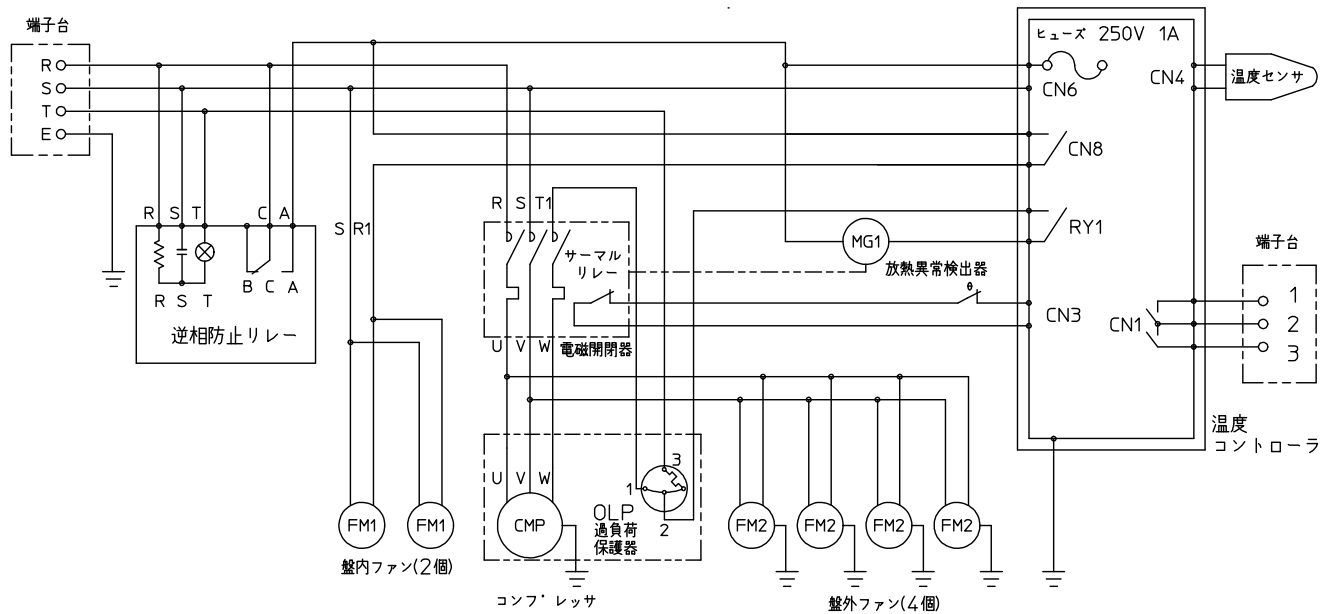 端子台
R
S
T
E
R S T C A
R S T
B C A
逆相防止リレー
S R1
R S T1
サーマル
リレー
U V W
電磁開閉器
MG1
放熱異常検出器
θ
ヒューズ 250V 1A
CN6
CN4
温度センサ
CN8
RY1
CN3
CN1
端子台
1
2
3
温度
コントローラ
U V W
CMP
1
3
2
OLP
過負荷
保護器
コンプレッサ
FM1
FM1
盤内ファン(2個)
FM2
FM2
FM2
FM2
盤外ファン(4個)